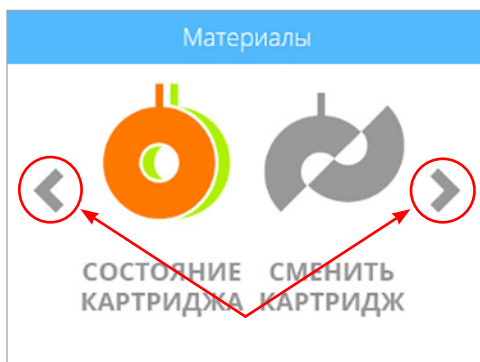 Материалы
СОСТОЯНИЕ СМЕНИТЬ
КАРТРИДЖА КАРТРИДЖ